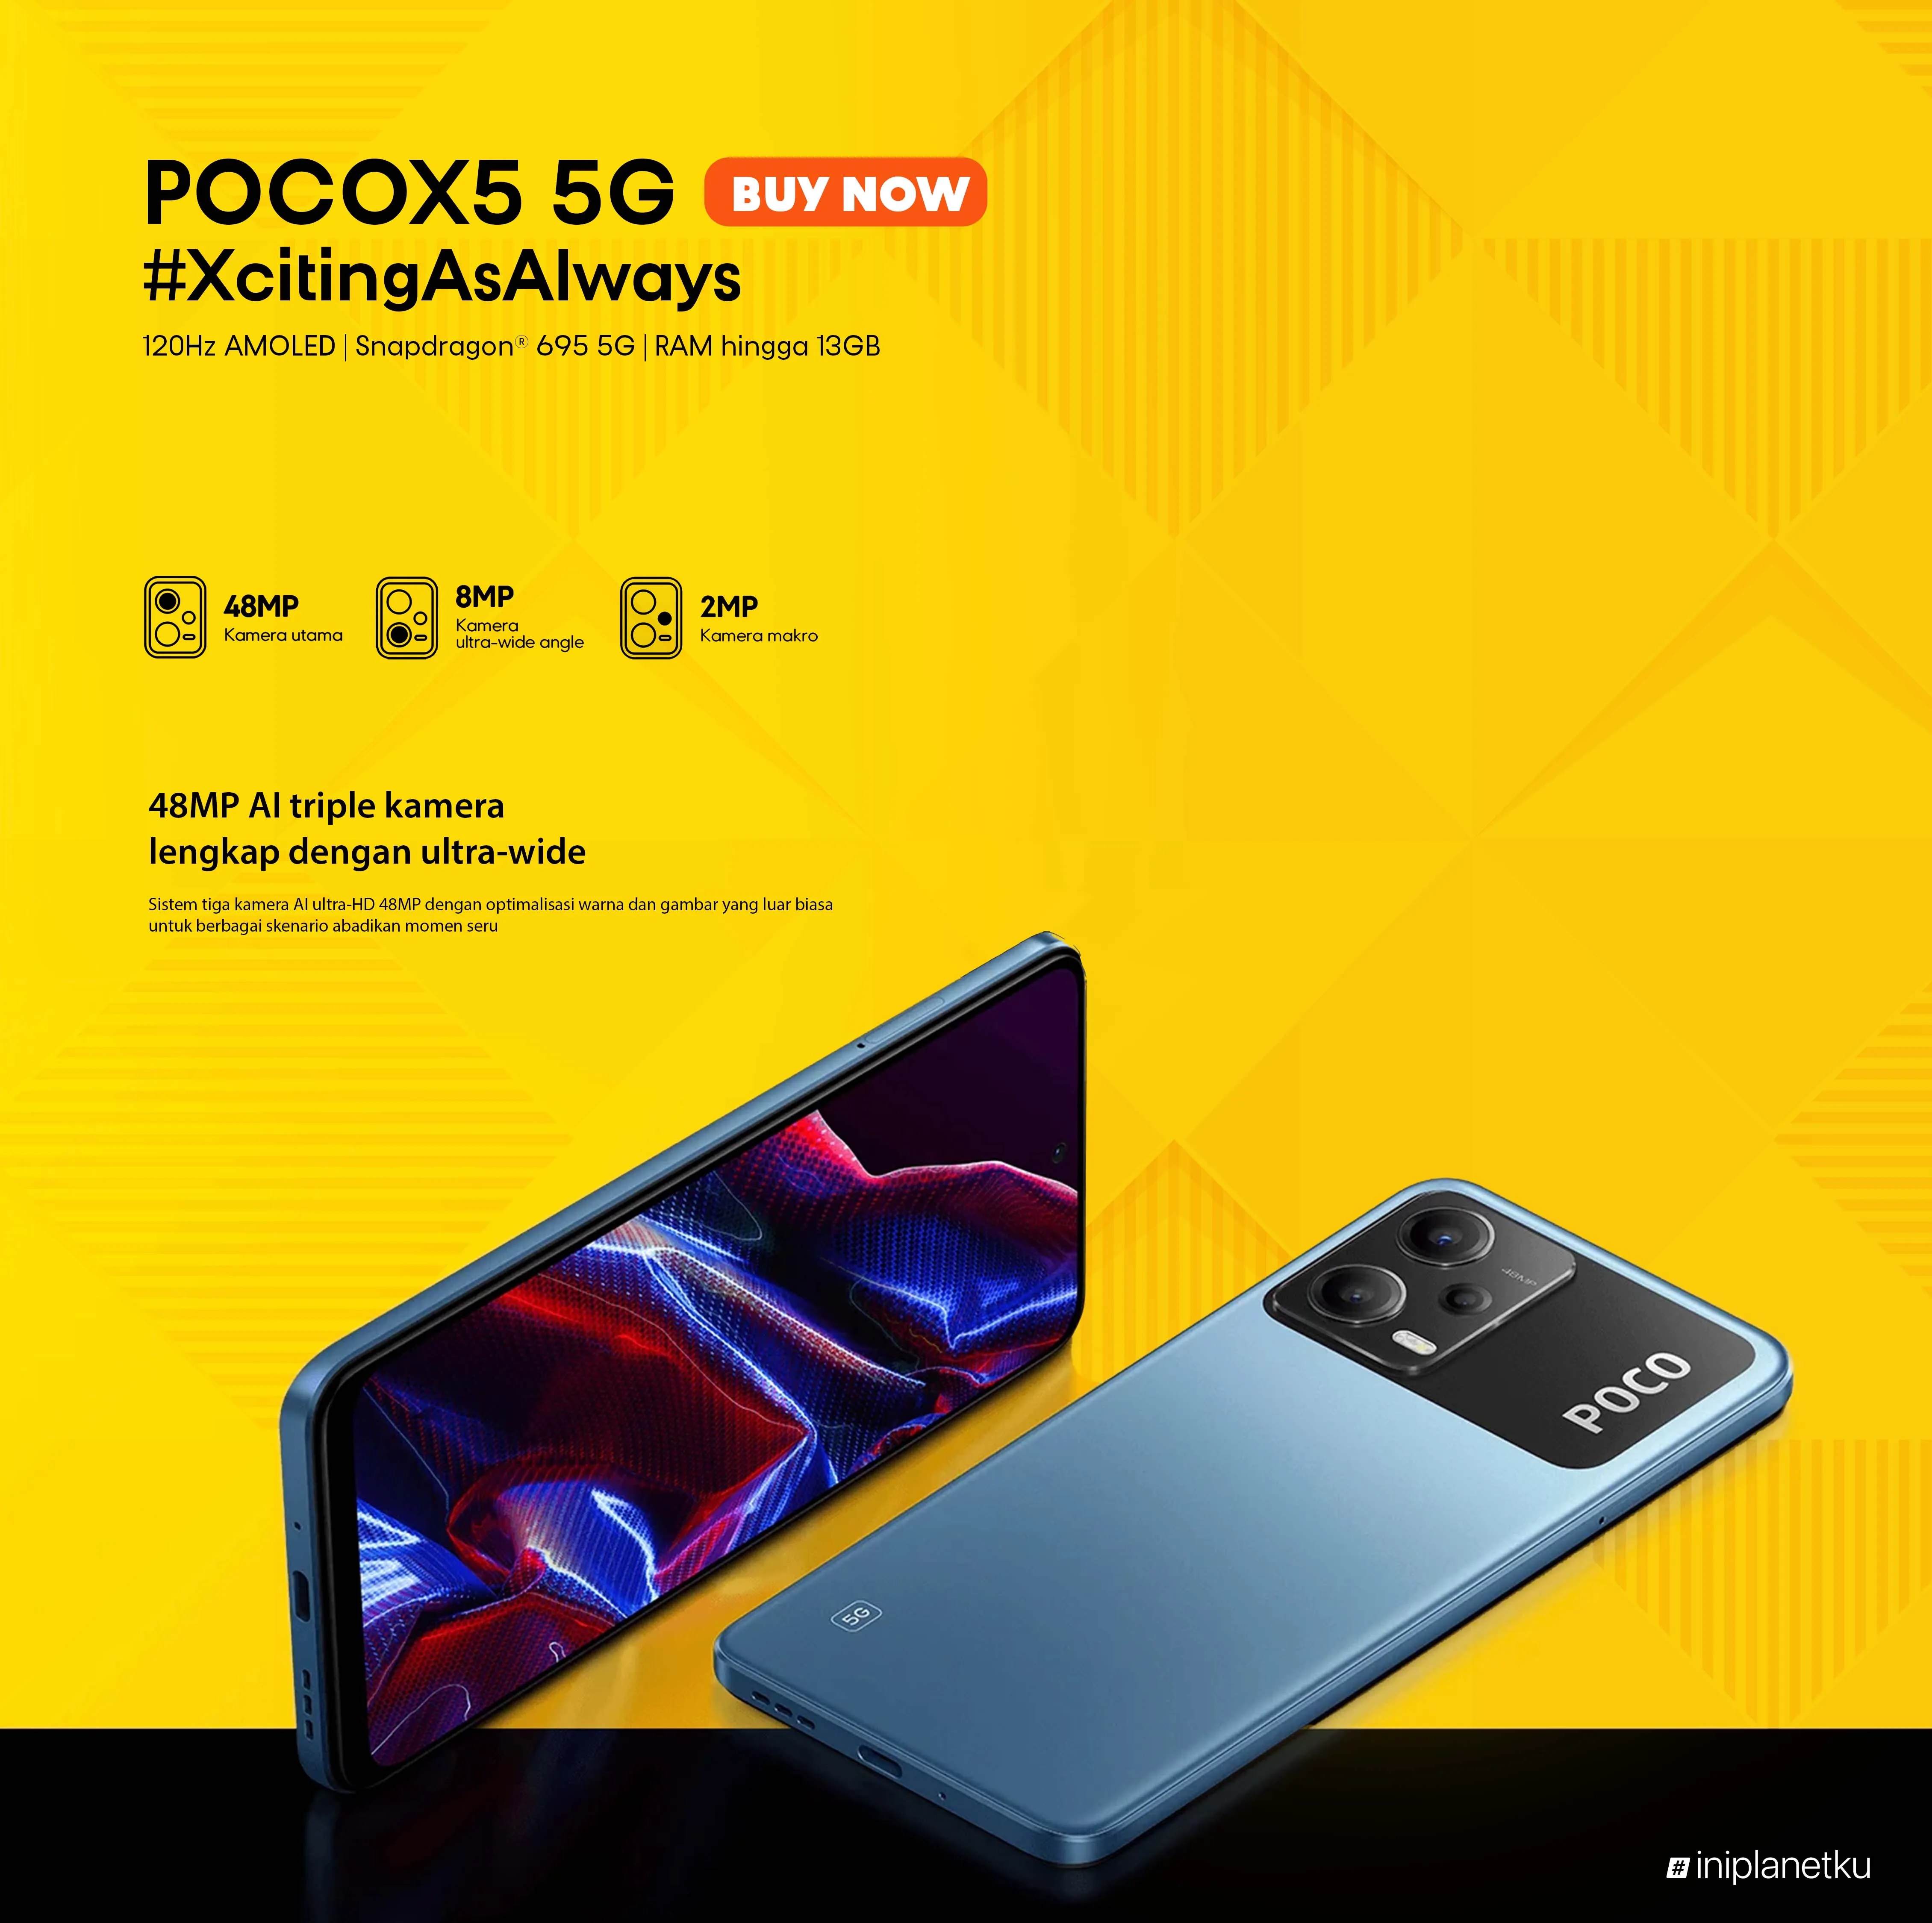 POCOX5 5G BUY NOW
#XcitingAsAlways
120Hz AMOLED | Snapdragon® 695 5G | RAM hingga 13GB
48MP
Kamera utama
8MP
Kamera
ultra-wide angle
2MP
Kamera makro
48MP AI triple kamera
lengkap dengan ultra-wide
Sistem tiga kamera AI ultra-HD 48MP dengan optimalisasi warna dan gambar yang luar biasa
untuk berbagai skenario abadikan momen seru
48MP
POCO
5G
# iniplanetku